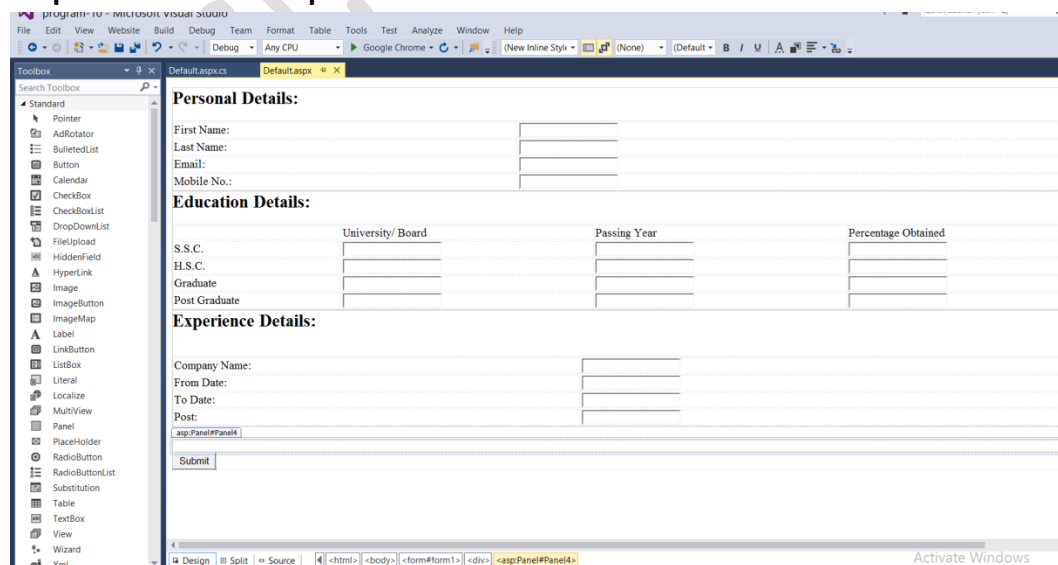 program-10 - Microsoft Visual Studio
File Edit View Website Build Debug Team Format Table Tools Test Analyze Window Help
Debug Any CPU Google Chrome (New Inline Style (None) (Default B I U A
Toolbox
Default.aspx.cs Default.aspx
Search Toolbox
Standard
Pointer
AdRotator
BulletedList
Button
Calendar
CheckBox
CheckBoxList
DropDownList
FileUpload
HiddenField
HyperLink
Image
ImageButton
ImageMap
Label
LinkButton
ListBox
Literal
Localize
MultiView
Panel
PlaceHolder
RadioButton
RadioButtonList
Substitution
Table
TextBox
View
Wizard
Xml
Personal Details:
First Name:
Last Name:
Email:
Mobile No.:
Education Details:
University/ Board Passing Year Percentage Obtained
S.S.C.
H.S.C.
Graduate
Post Graduate
Experience Details:
Company Name:
From Date:
To Date:
Post:
asp:Panel#Panel4
Submit
Design Split Source <html> <body> <form#form1> <div> <asp:Panel#Panel4>
Activate Windows